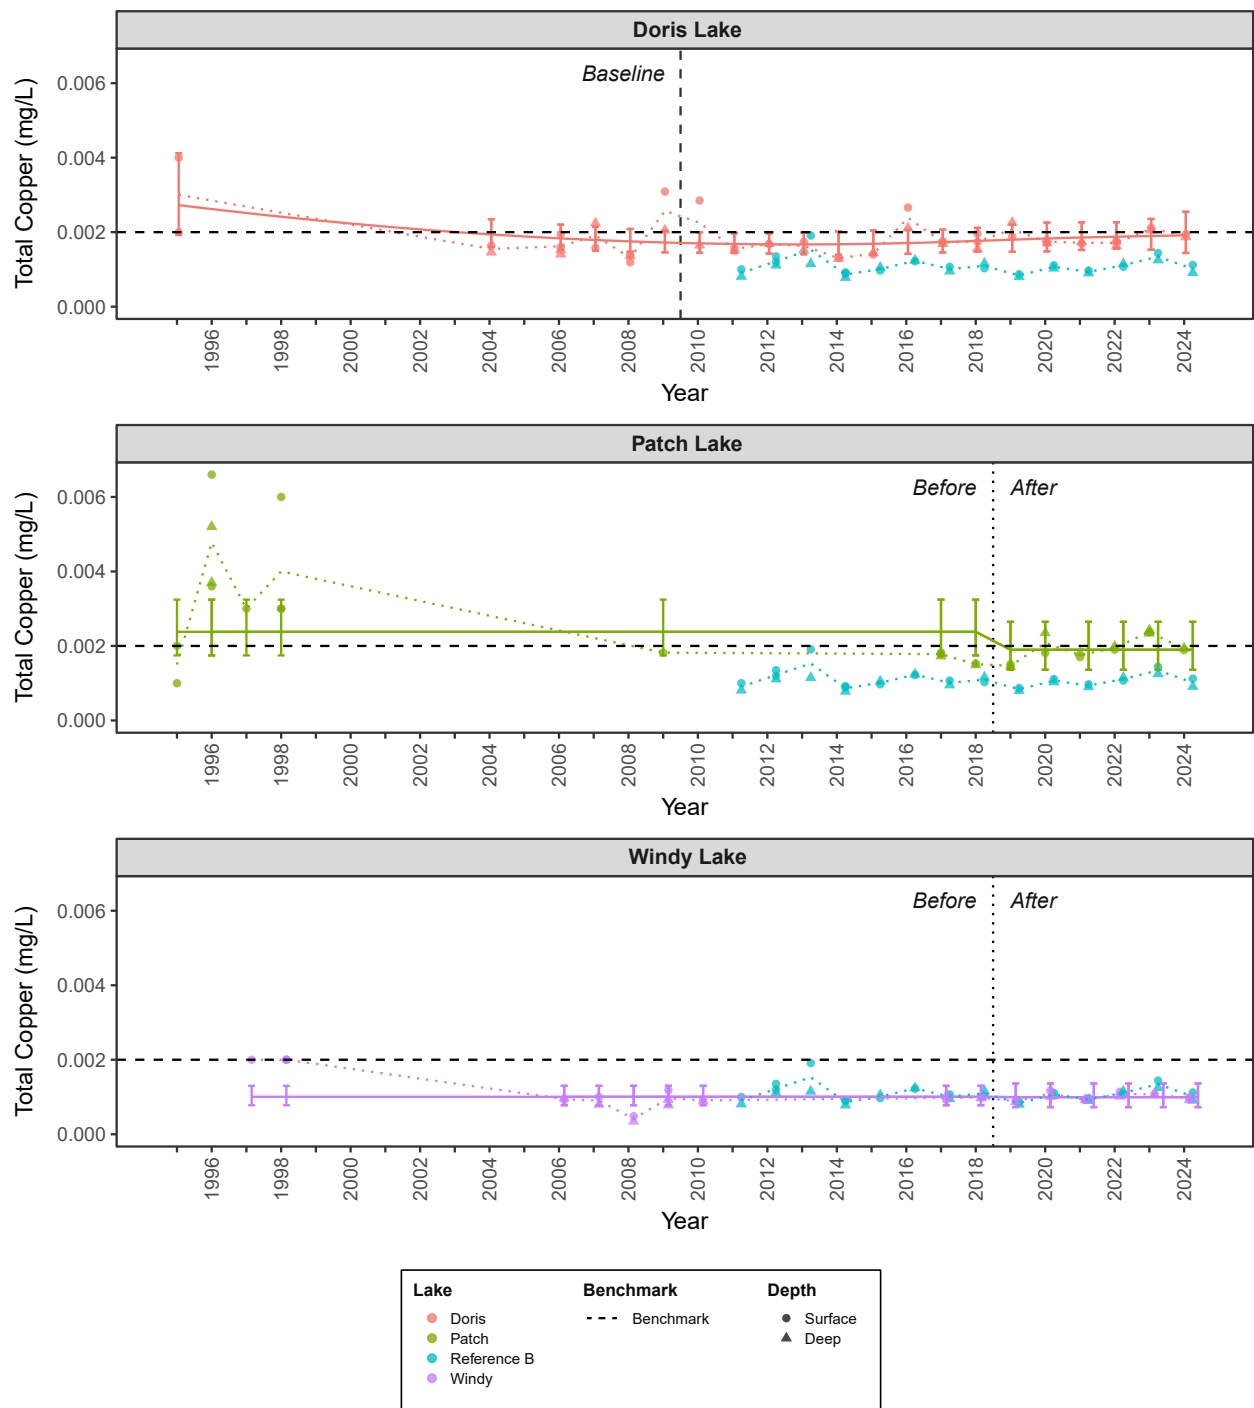 Doris Lake
Total Copper (mg/L)
0.006
0.004
0.002
0.000
Baseline
1996 1998 2000 2002 2004 2006 2008 2010 2012 2014 2016 2018 2020 2022 2024
Year
Patch Lake
Total Copper (mg/L)
0.006
0.004
0.002
0.000
Before After
1996 1998 2000 2002 2004 2006 2008 2010 2012 2014 2016 2018 2020 2022 2024
Year
Windy Lake
Total Copper (mg/L)
0.006
0.004
0.002
0.000
Before After
1996 1998 2000 2002 2004 2006 2008 2010 2012 2014 2016 2018 2020 2022 2024
Year
Lake
Doris
Patch
Reference B
Windy
Benchmark
Benchmark
Depth
Surface
Deep